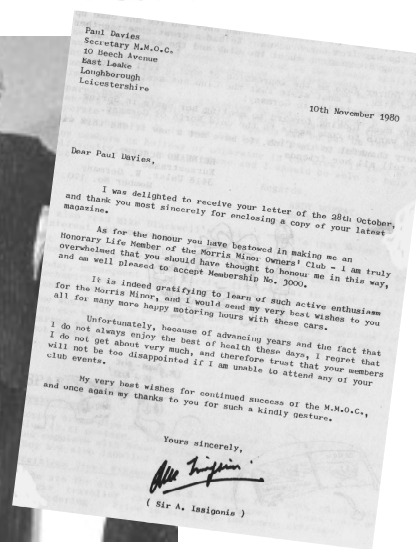 Paul Davies
Secretary M.M.O.C.
10 Beech Avenue
East Leake
Loughborough
Leicestershire
10th November 1980
Dear Paul Davies,
I was delighted to receive your letter of the 28th October,
and thank you most sincerely for enclosing a copy of your latest
magazine.
As for the honour you have bestowed in making me an
Honorary Life Member of the Morris Minor Owners' Club - I am truly
overwhelmed that you should have thought to honour me in this way,
and am well pleased to accept Membership No. 3000.
It is indeed gratifying to learn of such active enthusiasm
for the Morris Minor, and I would send my very best wishes to you
all for many more happy motoring hours with these cars.
Unfortunately, because of advancing years and the fact that
I do not always enjoy the best of health these days, I regret that
I do not get about very much, and therefore trust that your members
will not be too disappointed if I am unable to attend any of your
club events.
My very best wishes for continued success of the M.M.O.C.,
and once again my thanks to you for such a kindly gesture.
Yours sincerely,
( Sir A. Issigonis )